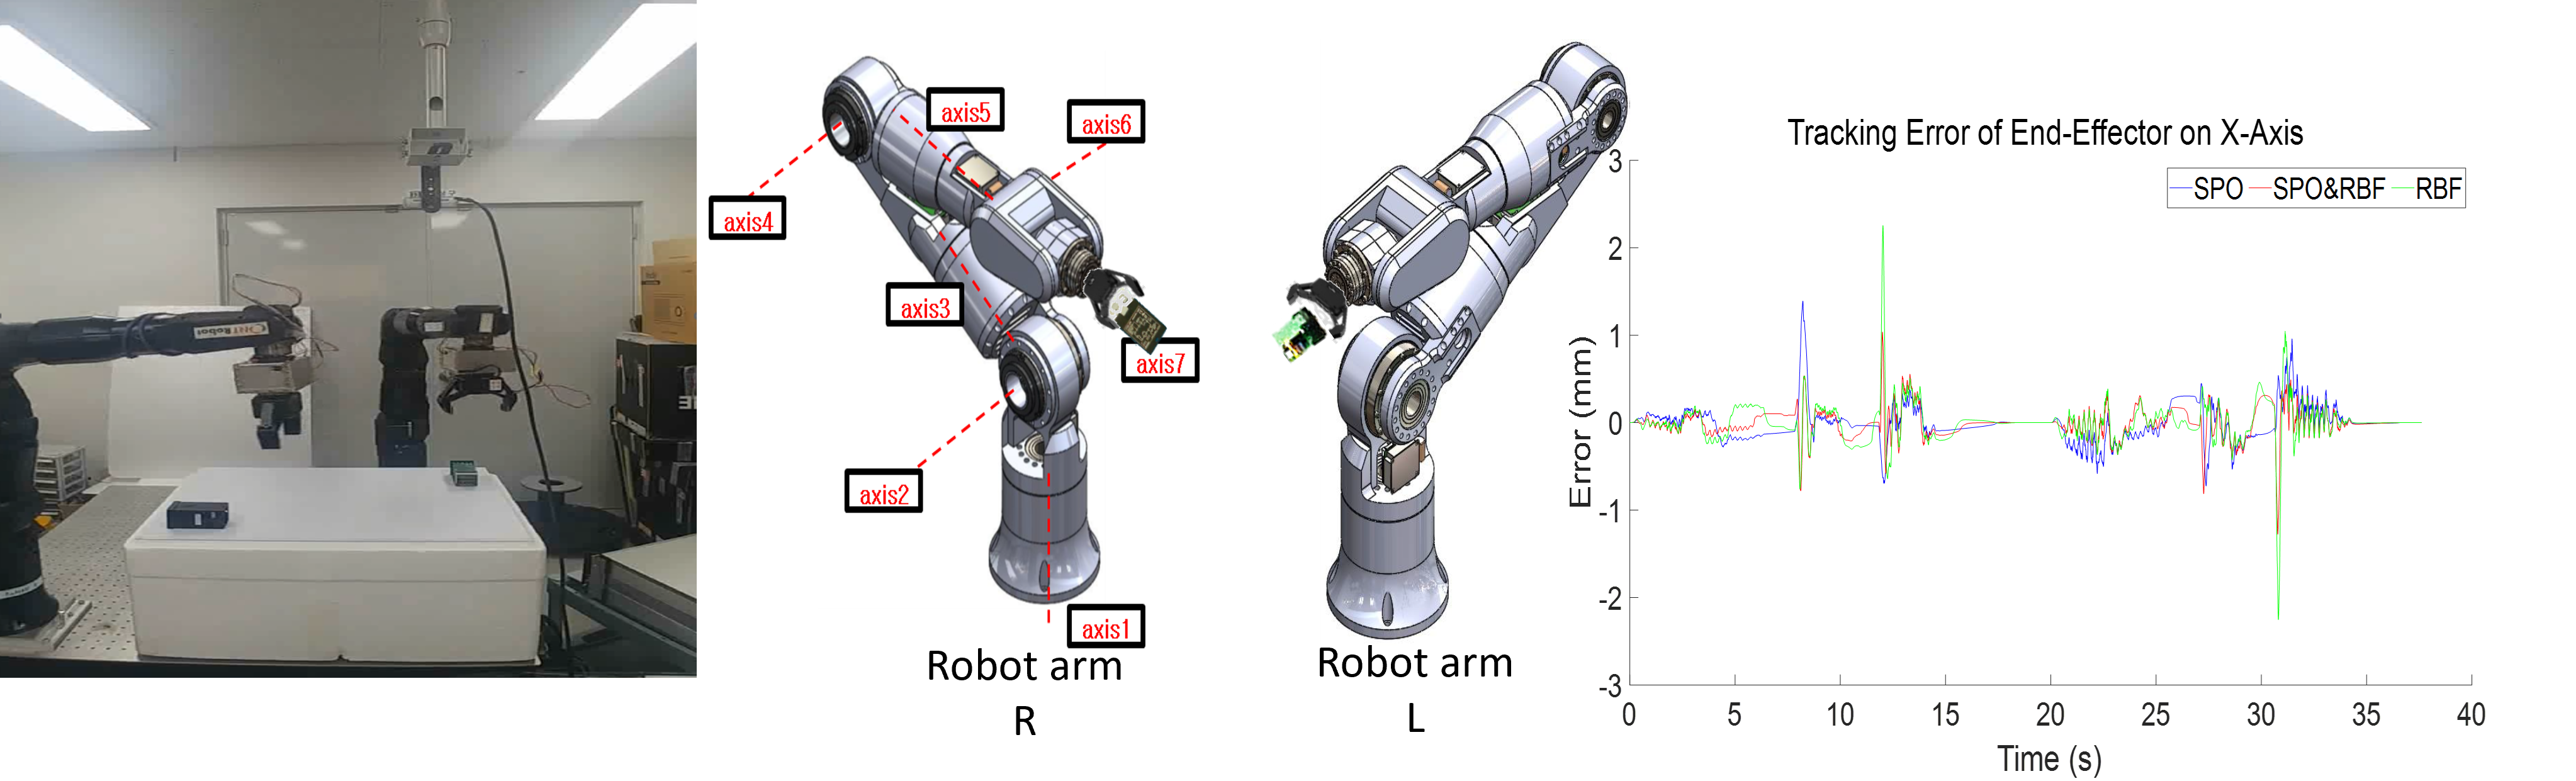 axis5
axis6
axis4
axis3
axis7
axis2
axis1
Robot arm
R
Robot arm
L
Tracking Error of End-Effector on X-Axis
SPO SPO&RBF RBF
3
2
1
0
-1
-2
-3
Error (mm)
0 5 10 15 20 25 30 35 40
Time (s)